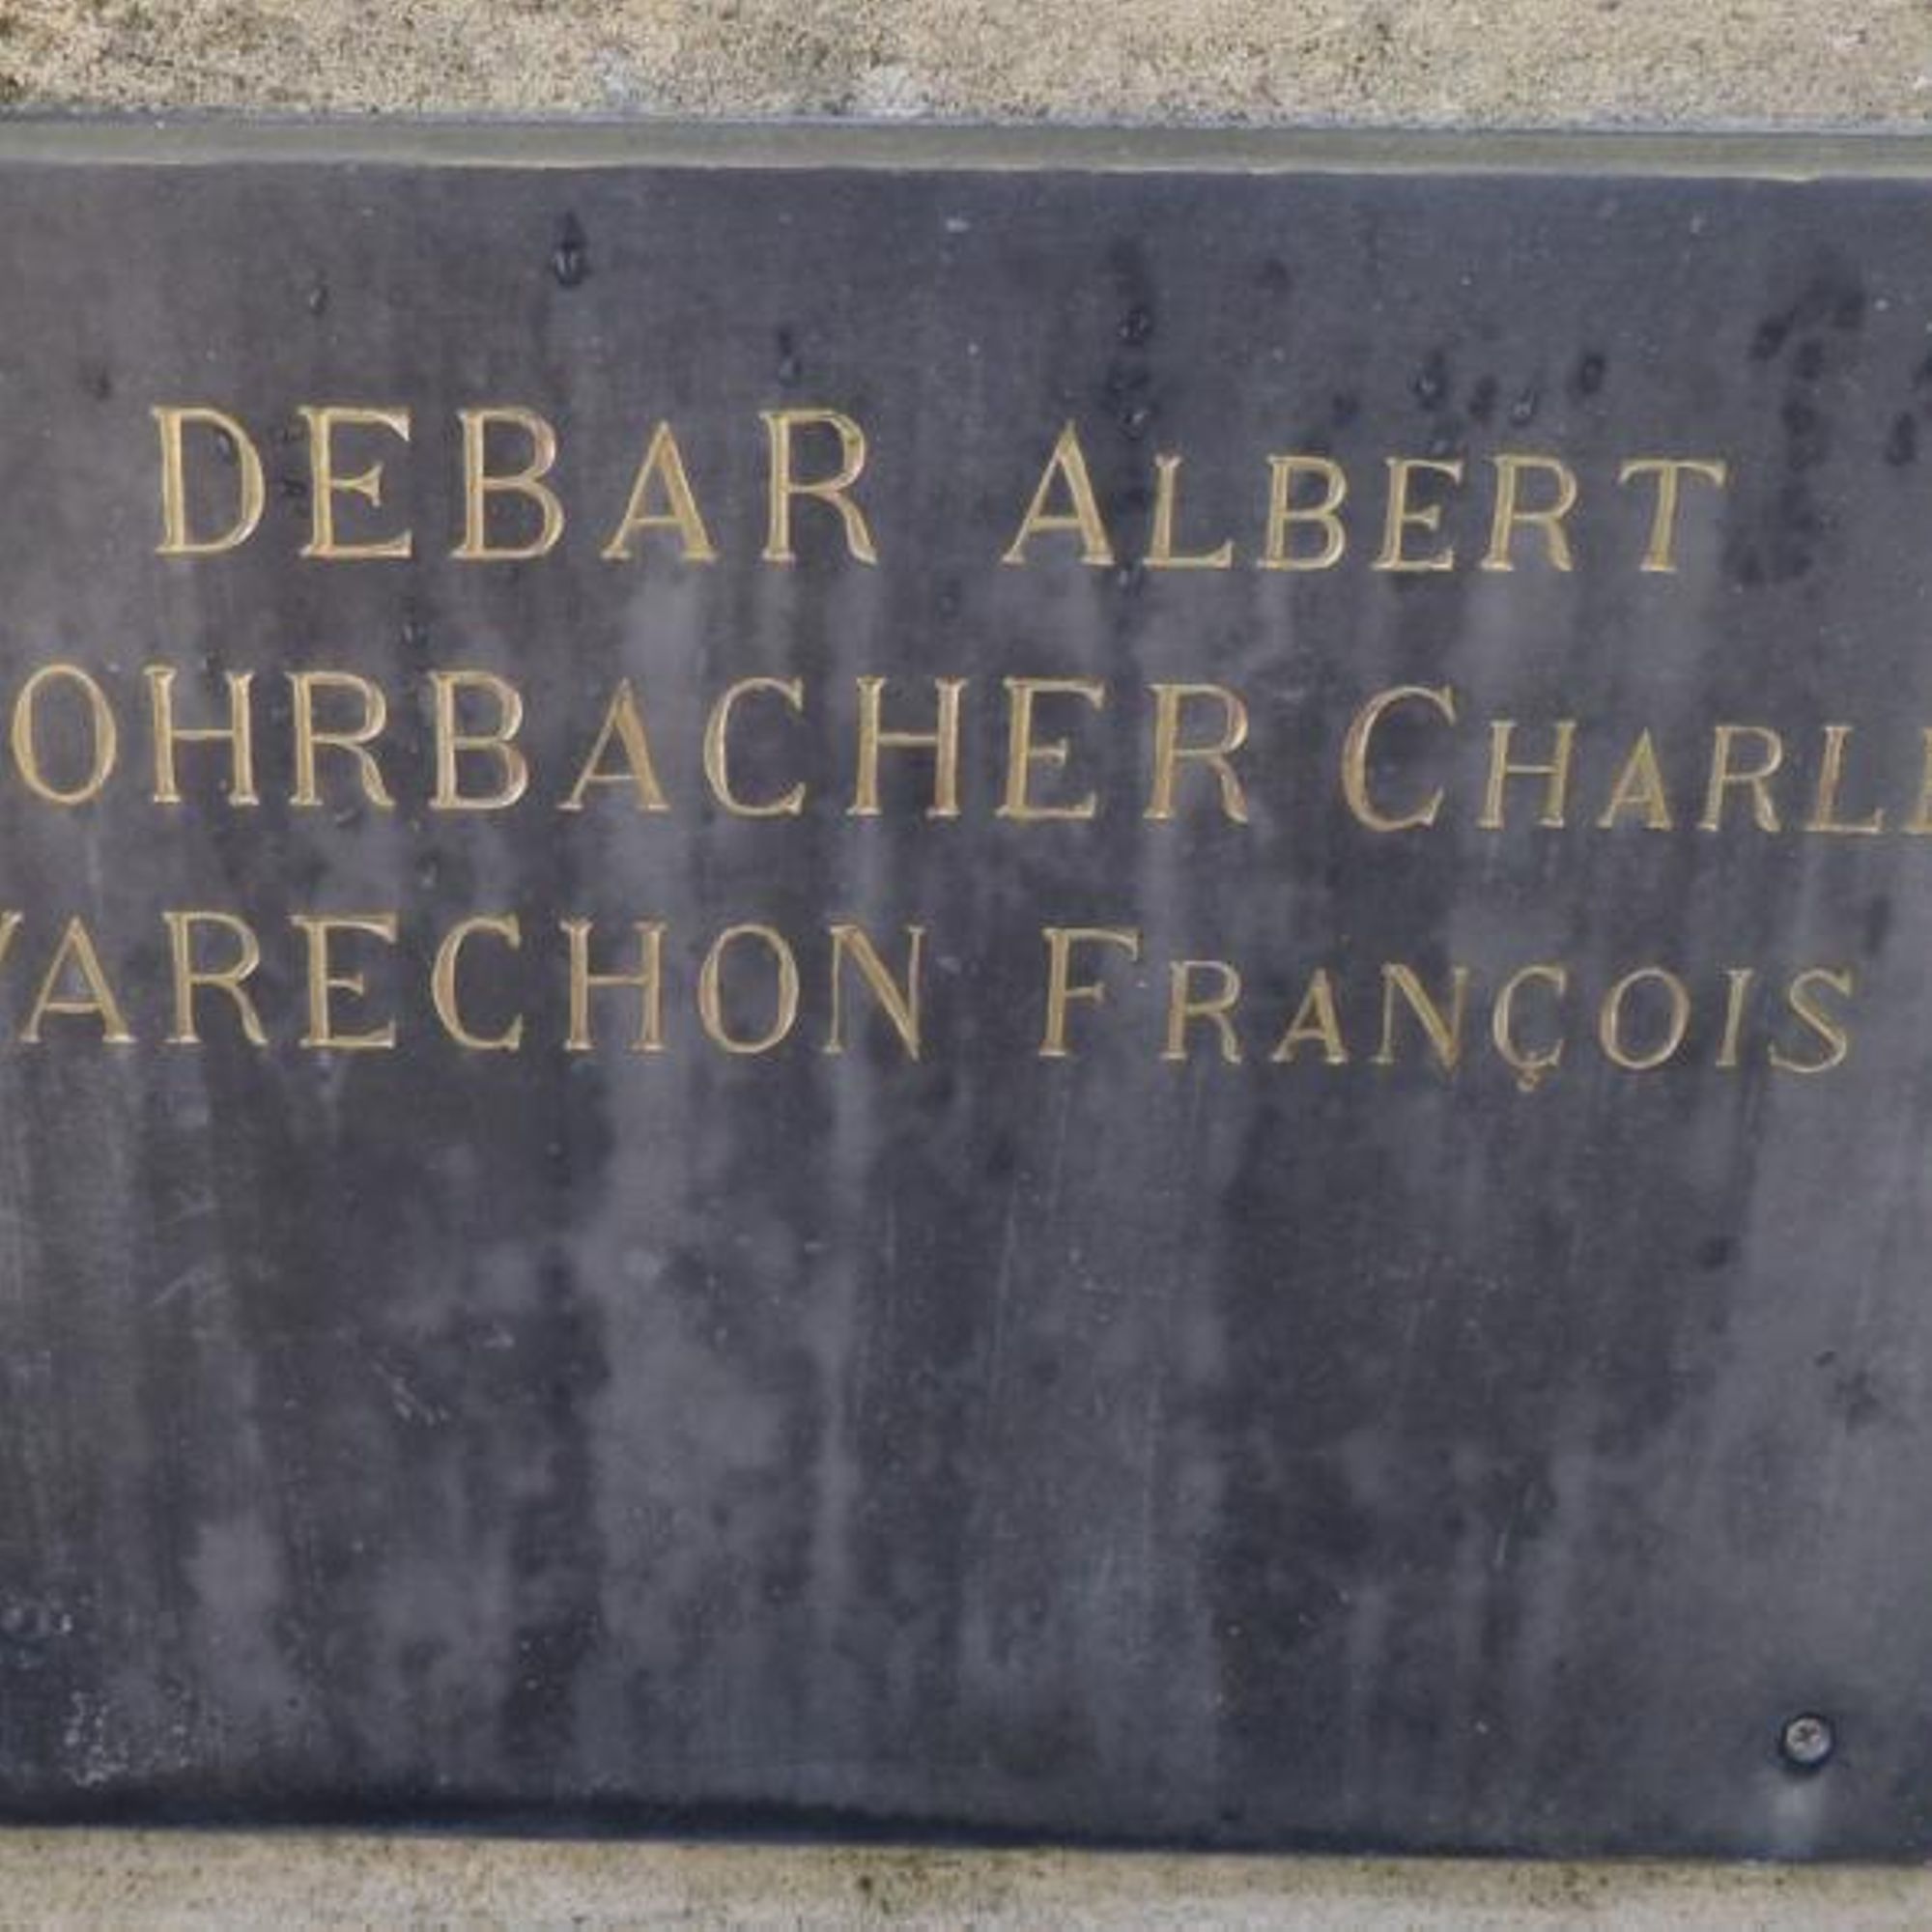 DEBAR ALBERT
OHRBACHER CHARL
ARECHON FRANÇOIS